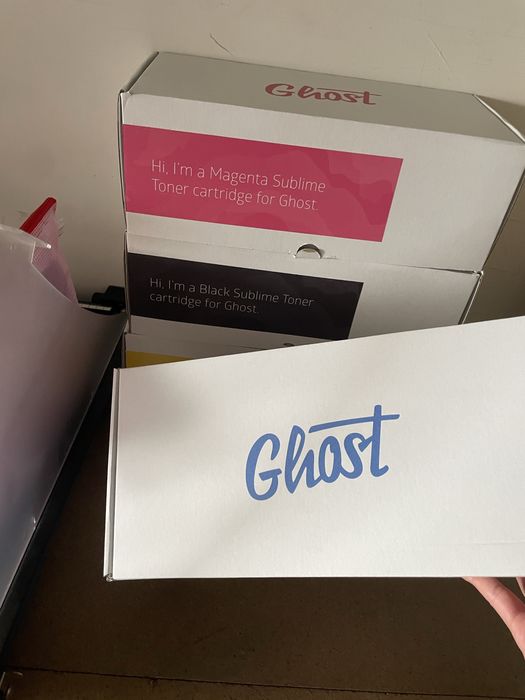 Ghost
Hi, I'm a Magenta Sublime
Toner cartridge for Ghost.
Hi, I'm a Black Sublime Toner
cartridge for Ghost.
Ghost